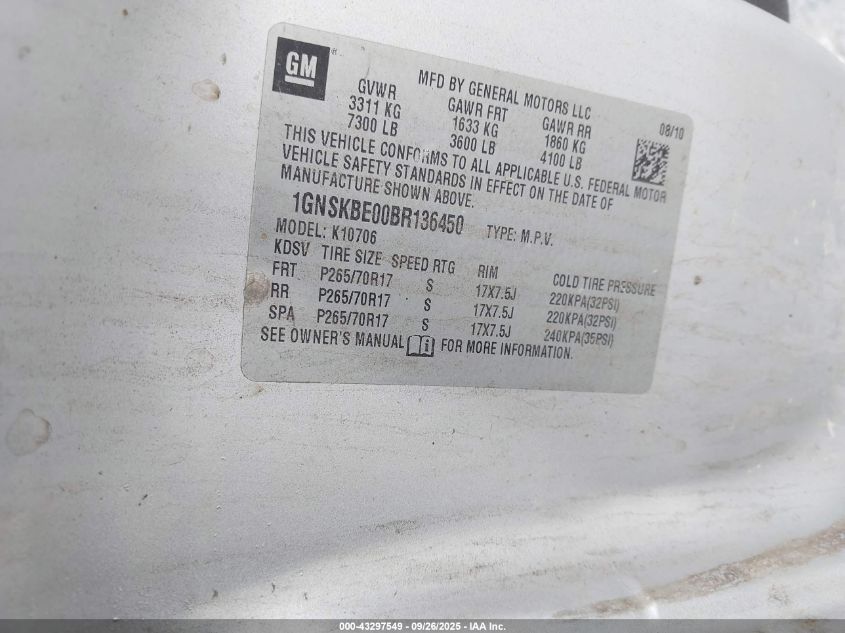 GM
MFD BY GENERAL MOTORS LLC
GVWR GAWR FRT GAWR RR 08/10
3311 KG 1633 KG 1860 KG
7300 LB 3600 LB 4100 LB
THIS VEHICLE CONFORMS TO ALL APPLICABLE U.S. FEDERAL MOTOR
VEHICLE SAFETY STANDARDS IN EFFECT ON THE DATE OF
MANUFACTURE SHOWN ABOVE.
1GNSKBE00BR136450 TYPE: M.P.V.
MODEL: K10706
KDSV TIRE SIZE SPEED RTG RIM COLD TIRE PRESSURE
FRT P265/70R17 S 17X7.5J 220KPA(32PSI)
RR P265/70R17 S 17X7.5J 220KPA(32PSI)
SPA P265/70R17 S 17X7.5J 240KPA(35PSI)
SEE OWNER'S MANUAL i FOR MORE INFORMATION.
000-43297549 - 09/26/2025 - IAA Inc.